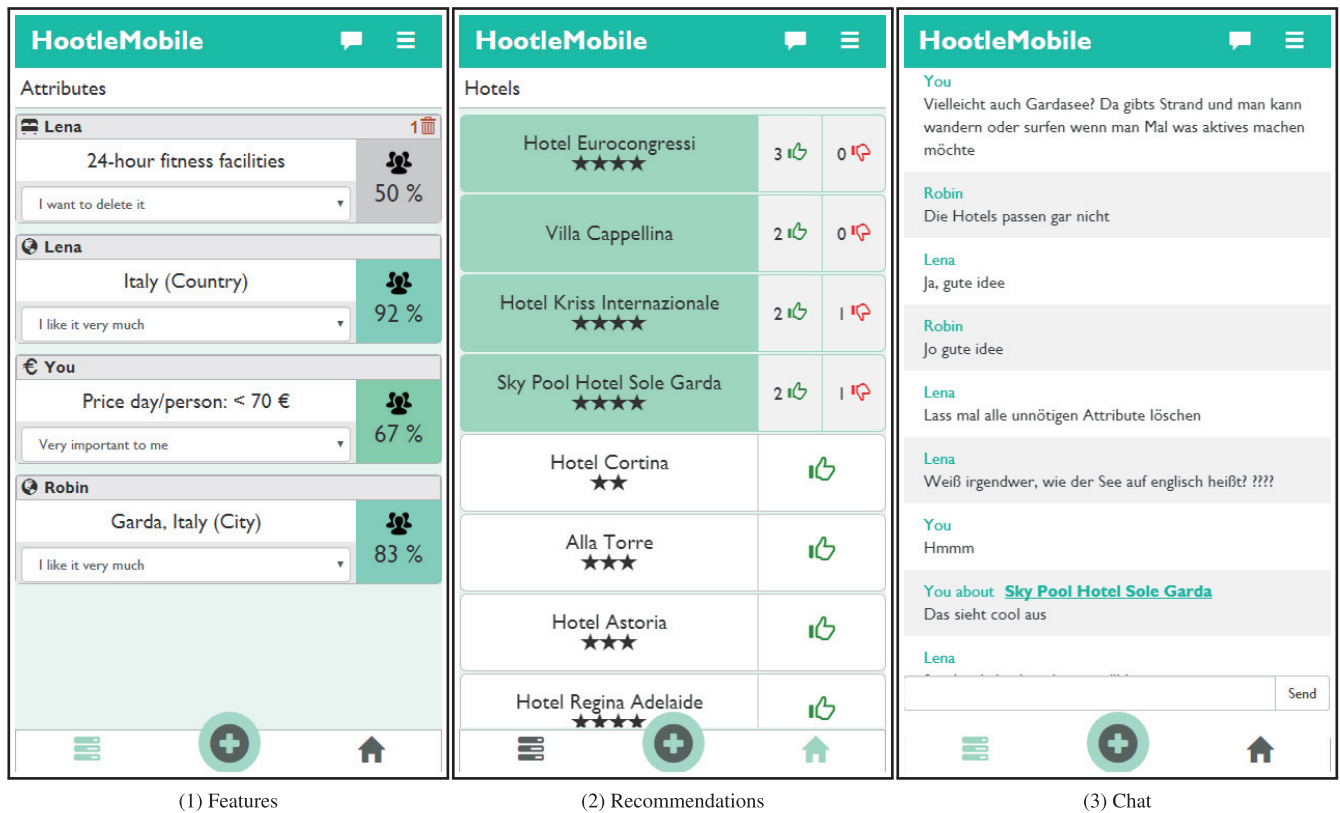 HootleMobile
Attributes
Lena
1
24-hour fitness facilities
I want to delete it
50 %
Lena
Italy (Country)
I like it very much
92 %
€ You
Price day/person: < 70 €
Very important to me
67 %
Robin
Garda, Italy (City)
I like it very much
83 %
(1) Features
HootleMobile
Hotels
Hotel Eurocongressi
★★★★
3
0
Villa Cappellina
2
0
Hotel Kriss Internazionale
★★★★
2
1
Sky Pool Hotel Sole Garda
★★★★
2
1
Hotel Cortina
★★
Alla Torre
★★★
Hotel Astoria
★★★
Hotel Regina Adelaide
★★★★
(2) Recommendations
HootleMobile
You
Vielleicht auch Gardasee? Da gibts Strand und man kann
wandern oder surfen wenn man Mal was aktives machen
möchte
Robin
Die Hotels passen gar nicht
Lena
Ja, gute idee
Robin
Jo gute idee
Lena
Lass mal alle unnötigen Attribute löschen
Lena
Weiß irgendwer, wie der See auf englisch heißt? ????
You
Hmmm
You about Sky Pool Hotel Sole Garda
Das sieht cool aus
Lena
Send
(3) Chat